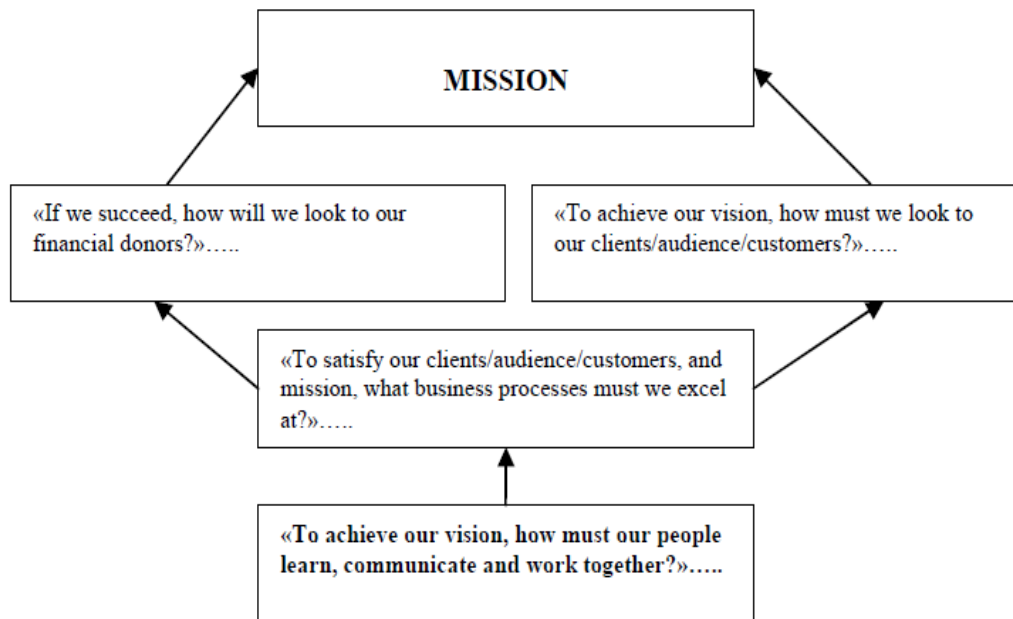 MISSION
«If we succeed, how will we look to our
financial donors?»…..
«To achieve our vision, how must we look to
our clients/audience/customers?»…..
«To satisfy our clients/audience/customers, and
mission, what business processes must we excel
at?»…..
«To achieve our vision, how must our people
learn, communicate and work together?»…..